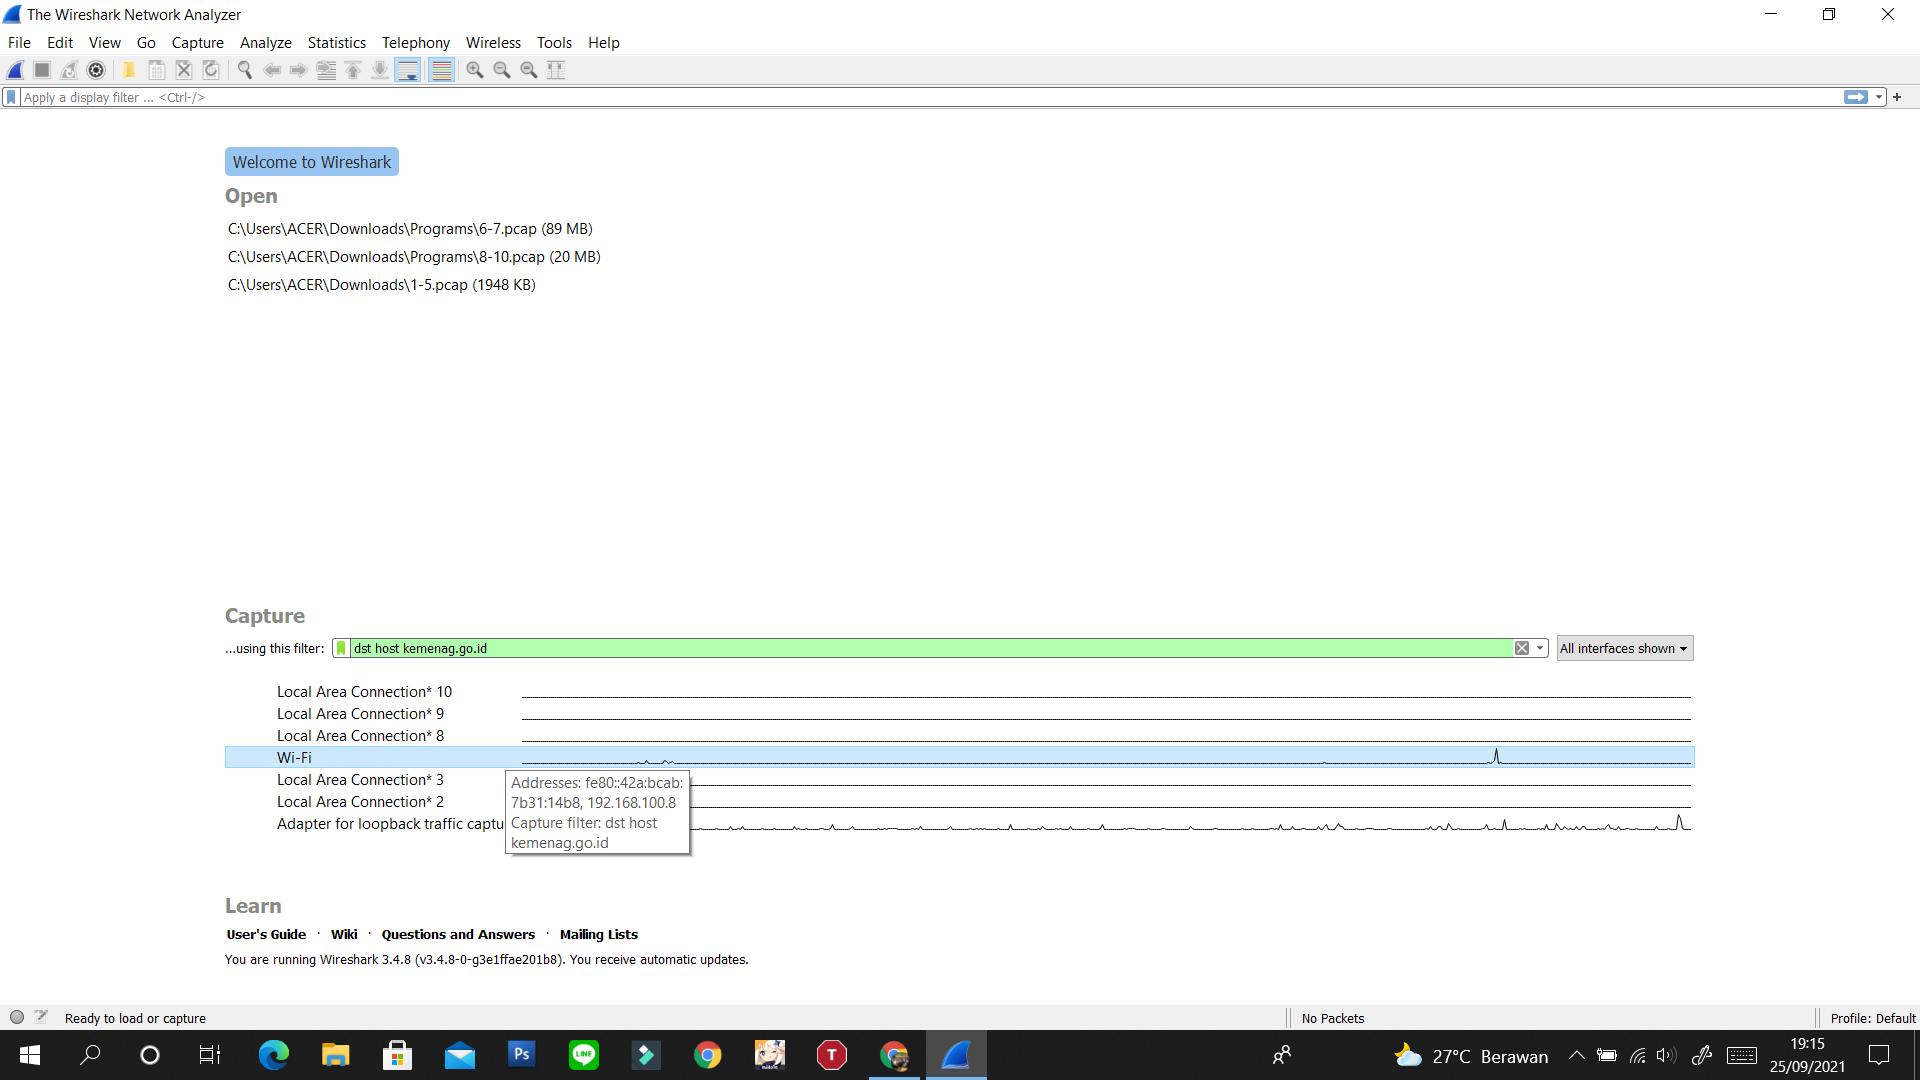 The Wireshark Network Analyzer
File Edit View Go Capture Analyze Statistics Telephony Wireless Tools Help
Apply a display filter ... <Ctrl-/>
Welcome to Wireshark
Open
C:\Users\ACER\Downloads\Programs\6-7.pcap (89 MB)
C:\Users\ACER\Downloads\Programs\8-10.pcap (20 MB)
C:\Users\ACER\Downloads\1-5.pcap (1948 KB)
Capture
...using this filter: dst host kemenag.go.id All interfaces shown
Local Area Connection* 10
Local Area Connection* 9
Local Area Connection* 8
Wi-Fi
Local Area Connection* 3
Local Area Connection* 2
Adapter for loopback traffic captu
Addresses: fe80::42a:bcab:
7b31:14b8, 192.168.100.8
Capture filter: dst host
kemenag.go.id
Learn
User's Guide · Wiki · Questions and Answers · Mailing Lists
You are running Wireshark 3.4.8 (v3.4.8-0-g3e1ffae201b8). You receive automatic updates.
Ready to load or capture No Packets Profile: Default
Ps LINE T 27°C Berawan 19:15
25/09/2021